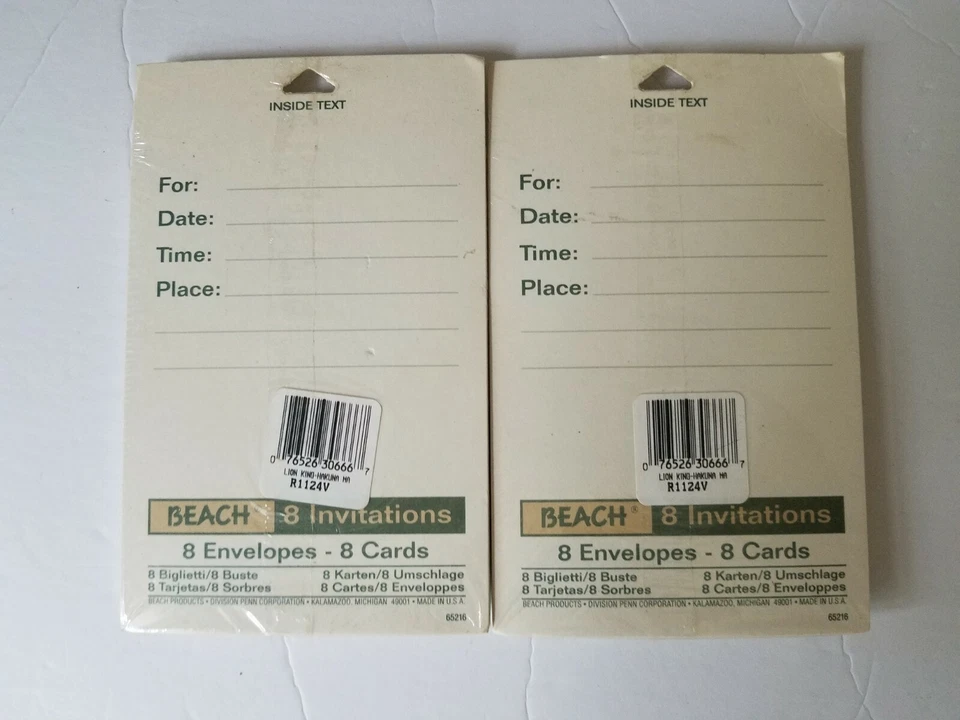 INSIDE TEXT
For:
Date:
Time:
Place:
0 76526 30666 7
LION KING-HAKUNA MA
R1124V
BEACH 8 Invitations
8 Envelopes - 8 Cards
8 Biglietti/8 Buste 8 Karten/8 Umschlage
8 Tarjetas/8 Sorbres 8 Cartes/8 Enveloppes
BEACH PRODUCTS • DIVISION PENN CORPORATION • KALAMAZOO, MICHIGAN 49001 • MADE IN U.S.A.
65216
INSIDE TEXT
For:
Date:
Time:
Place:
0 76526 30666 7
LION KING-HAKUNA MA
R1124V
BEACH® 8 Invitations
8 Envelopes - 8 Cards
8 Biglietti/8 Buste 8 Karten/8 Umschlage
8 Tarjetas/8 Sorbres 8 Cartes/8 Enveloppes
BEACH PRODUCTS • DIVISION PENN CORPORATION • KALAMAZOO, MICHIGAN 49001 • MADE IN U.S.A.
65216